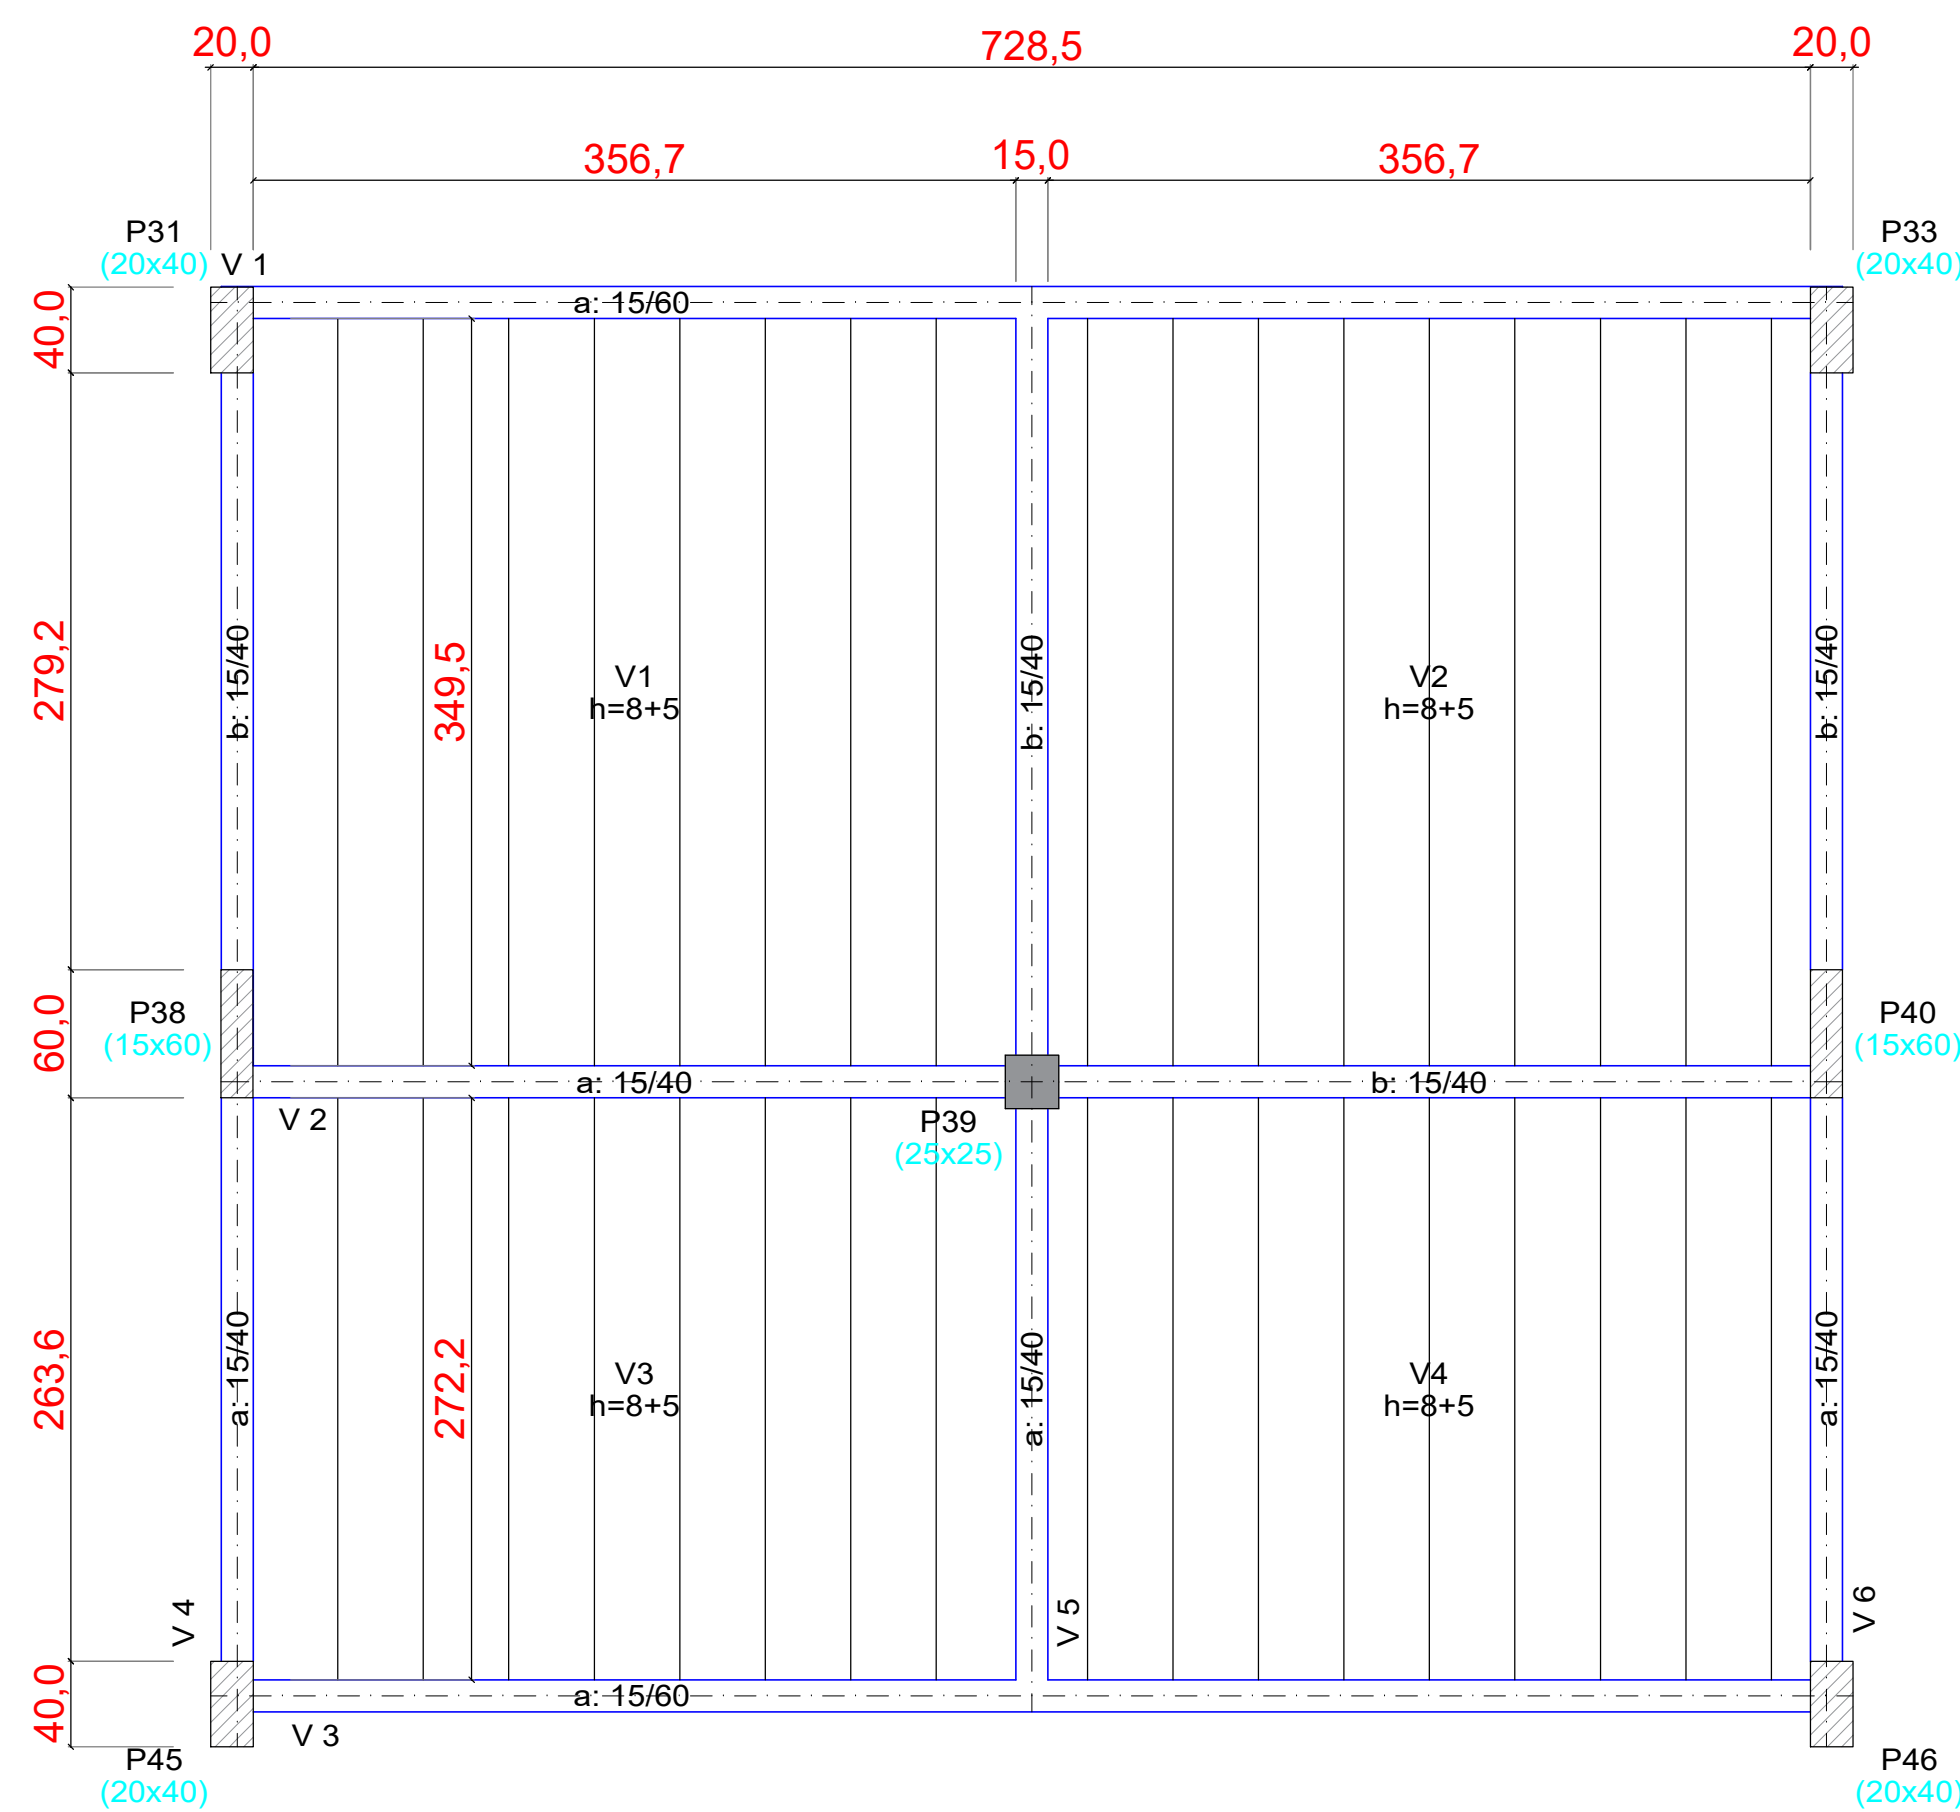 20,0
728,5
20,0
356,7
15,0
356,7
P31
(20x40)
V 1
P33
(20x40)
a: 15/60
40,0
279,2
b: 15/40
349,5
V1
h=8+5
b: 15/40
V2
h=8+5
b: 15/40
60,0
P38
(15x60)
P40
(15x60)
a: 15/40
b: 15/40
V 2
P39
(25x25)
263,6
a: 15/40
272,2
V3
h=8+5
a: 15/40
V4
h=8+5
a: 15/40
V 4
V 5
V 6
40,0
a: 15/60
V 3
P45
(20x40)
P46
(20x40)